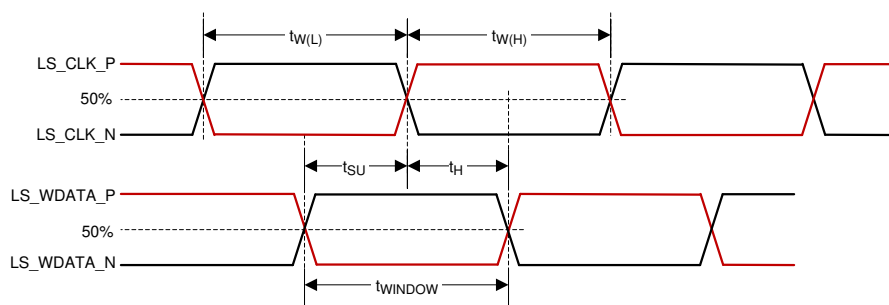 tW(L) tW(H)
LS_CLK_P
50%
LS_CLK_N
tSU tH
LS_WDATA_P
50%
LS_WDATA_N
tWINDOW